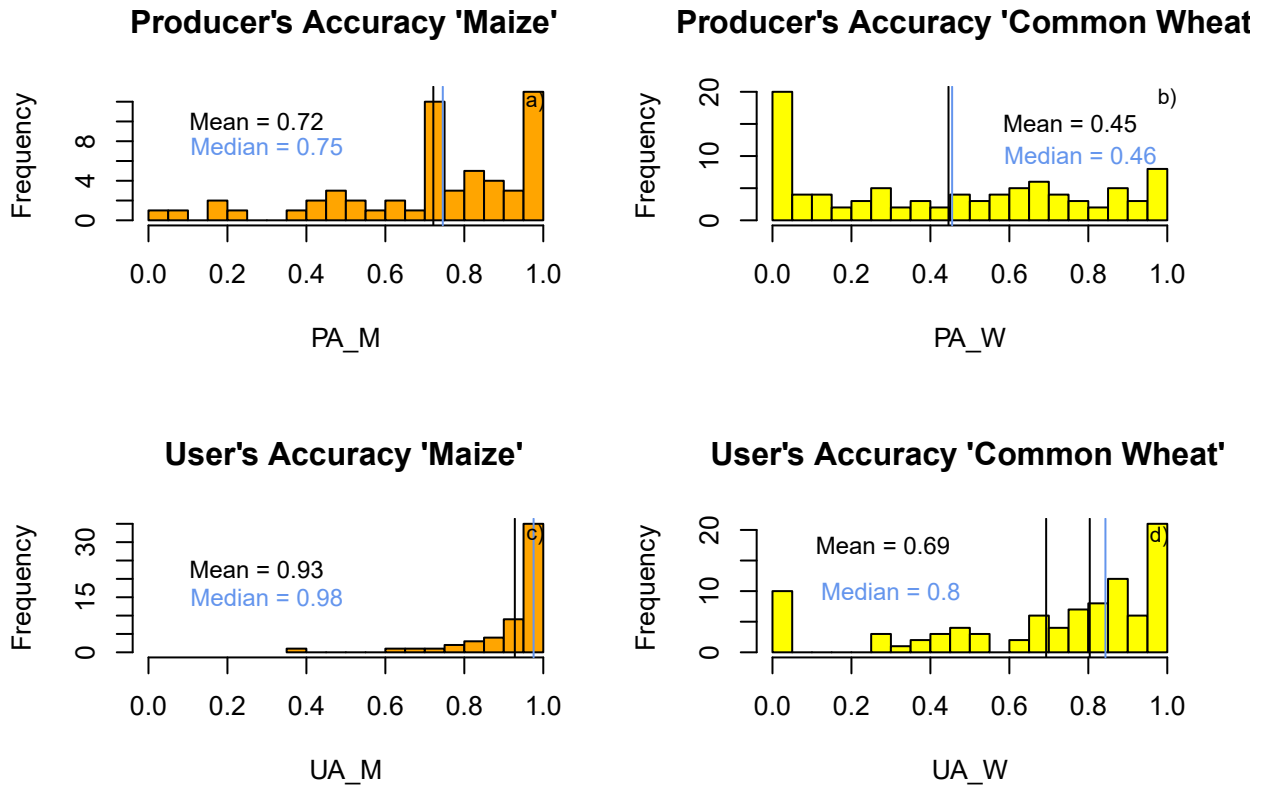 Producer's Accuracy 'Maize'
Frequency
0 4 8
a)
Mean = 0.72
Median = 0.75
0.0 0.2 0.4 0.6 0.8 1.0
PA_M
Producer's Accuracy 'Common Wheat
Frequency
0 10 20
b)
Mean = 0.45
Median = 0.46
0.0 0.2 0.4 0.6 0.8 1.0
PA_W
User's Accuracy 'Maize'
Frequency
0 15 30
c)
Mean = 0.93
Median = 0.98
0.0 0.2 0.4 0.6 0.8 1.0
UA_M
User's Accuracy 'Common Wheat'
Frequency
0 10 20
d)
Mean = 0.69
Median = 0.8
0.0 0.2 0.4 0.6 0.8 1.0
UA_W